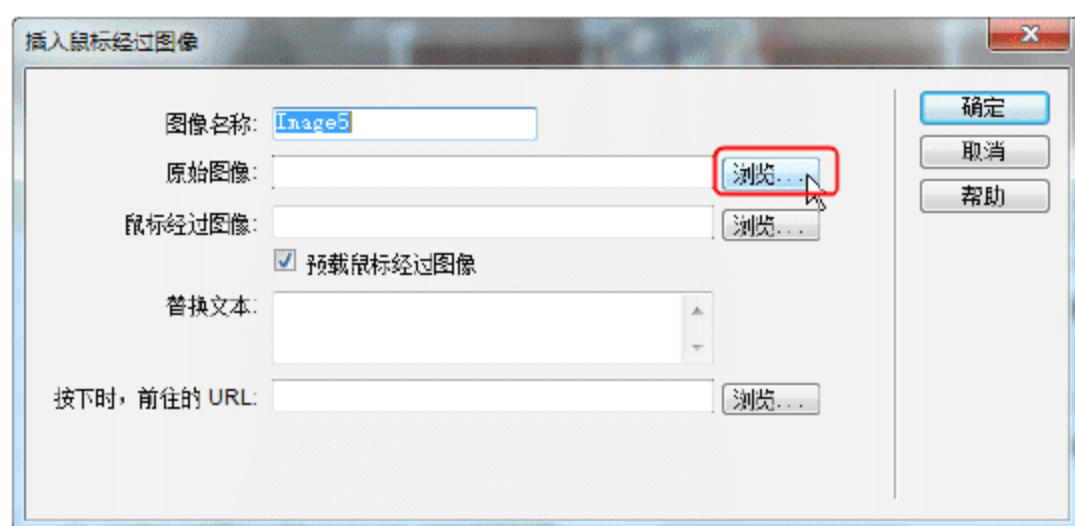 插入鼠标经过图像
图像名称: Image5
确定
原始图像: 浏览...
取消
帮助
鼠标经过图像: 浏览...
预载鼠标经过图像
替换文本:
按下时，前往的 URL: 浏览...